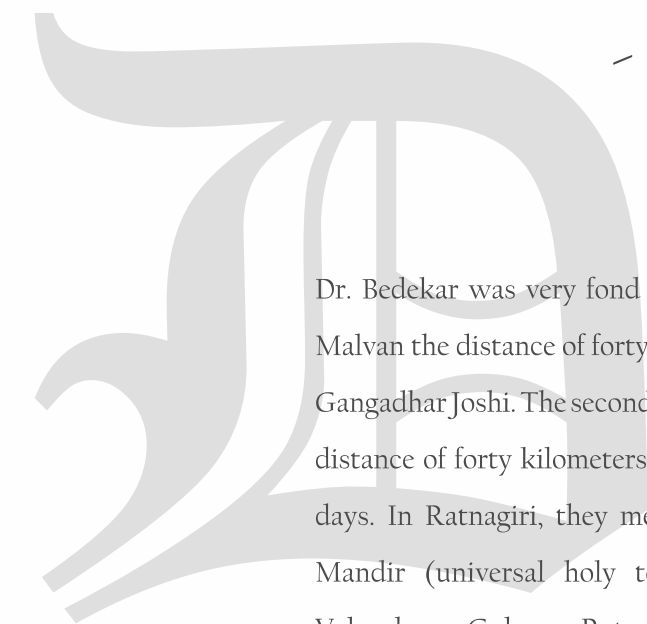 D
Dr. Bedekar was very fond
Malvan the distance of forty
Gangadhar Joshi. The second
distance of forty kilometers
days. In Ratnagiri, they me
Mandir (universal holy t